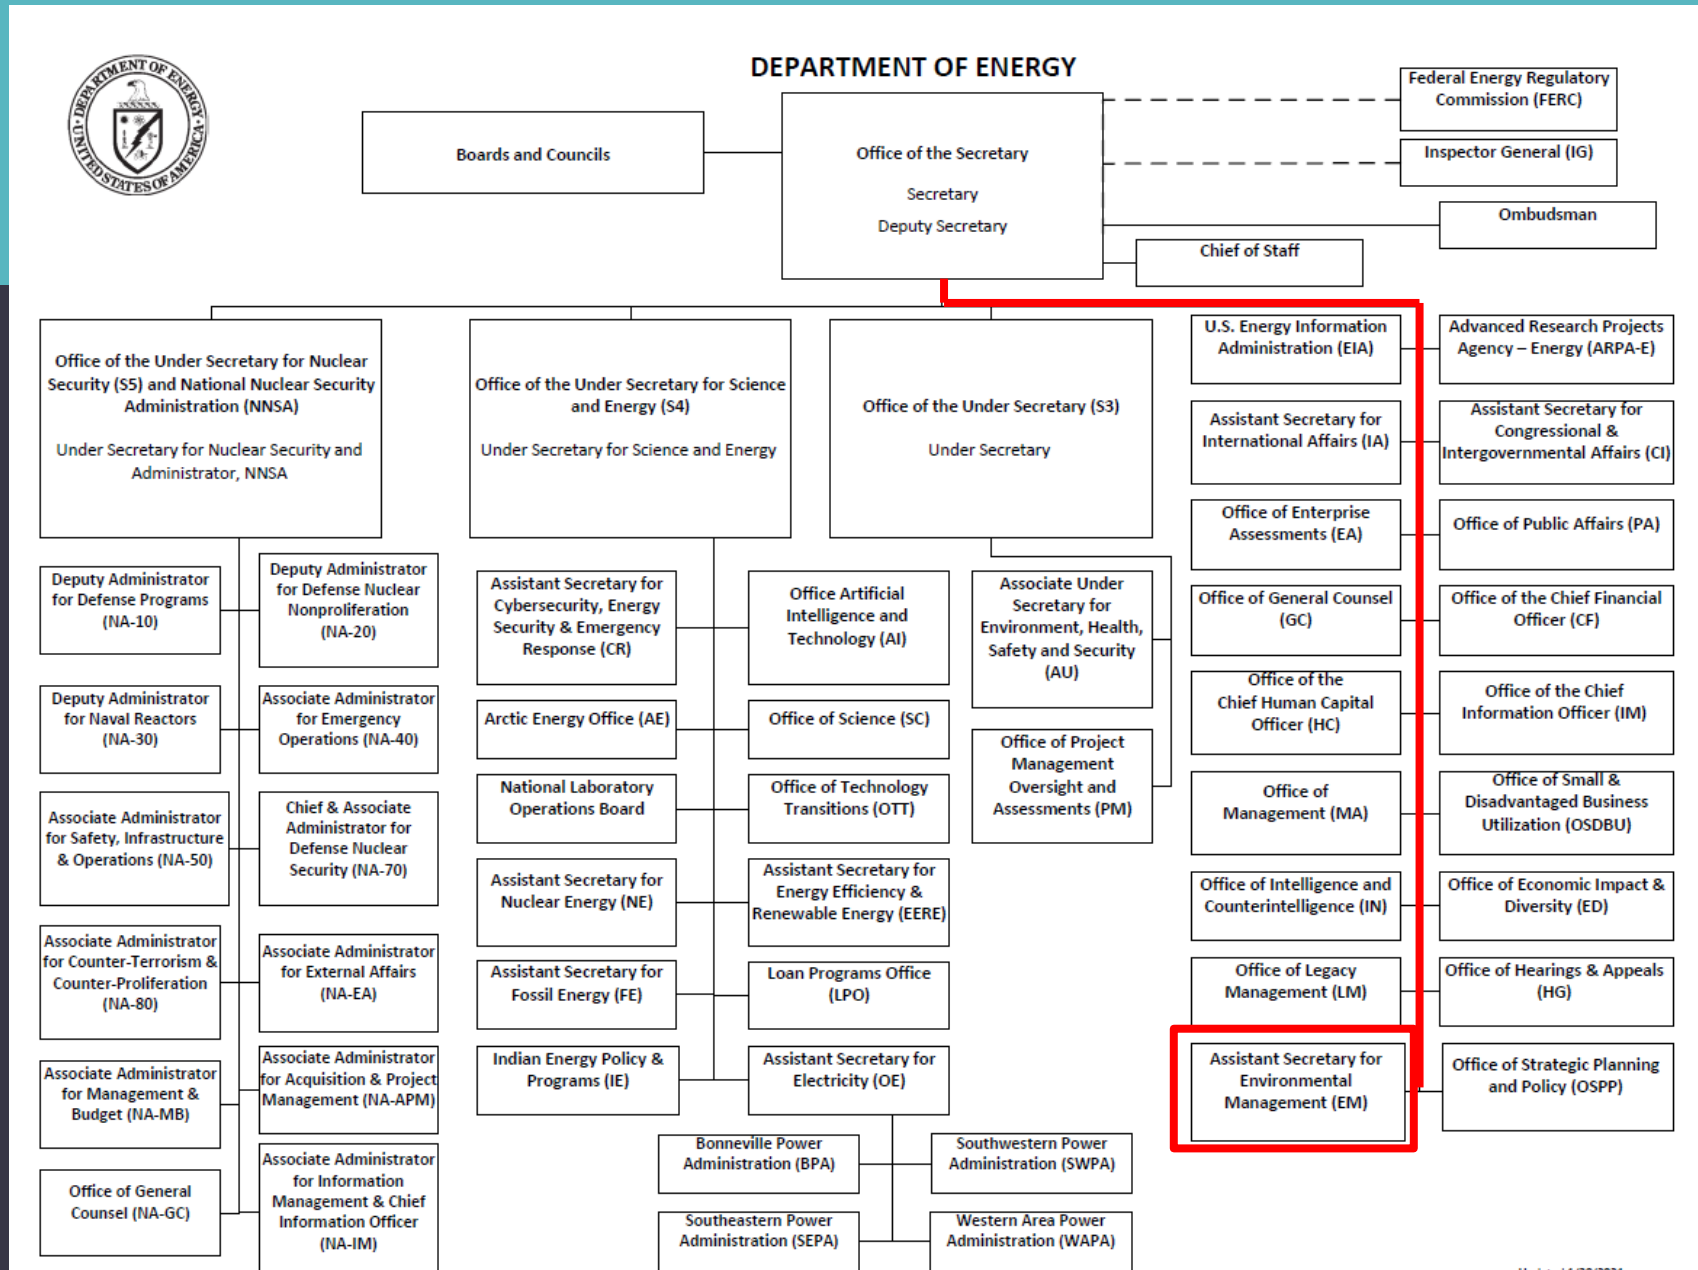 DEPARTMENT OF ENERGY
U.S. DEPARTMENT OF ENERGY
UNITED STATES OF AMERICA
Boards and Councils
Office of the Secretary
Secretary
Deputy Secretary
Federal Energy Regulatory
Commission (FERC)
Inspector General (IG)
Ombudsman
Chief of Staff
Office of the Under Secretary for Nuclear
Security (S5) and National Nuclear Security
Administration (NNSA)
Under Secretary for Nuclear Security and
Administrator, NNSA
Office of the Under Secretary for Science
and Energy (S4)
Under Secretary for Science and Energy
Office of the Under Secretary (S3)
Under Secretary
Deputy Administrator
for Defense Programs
(NA-10)
Deputy Administrator
for Defense Nuclear
Nonproliferation
(NA-20)
Deputy Administrator
for Naval Reactors
(NA-30)
Associate Administrator
for Emergency
Operations (NA-40)
Associate Administrator
for Safety, Infrastructure
& Operations (NA-50)
Chief & Associate
Administrator for
Defense Nuclear
Security (NA-70)
Associate Administrator
for Counter-Terrorism &
Counter-Proliferation
(NA-80)
Associate Administrator
for External Affairs
(NA-EA)
Associate Administrator
for Management &
Budget (NA-MB)
Associate Administrator
for Acquisition & Project
Management (NA-APM)
Office of General
Counsel (NA-GC)
Associate Administrator
for Information
Management & Chief
Information Officer
(NA-IM)
Assistant Secretary for
Cybersecurity, Energy
Security & Emergency
Response (CR)
Office Artificial
Intelligence and
Technology (AI)
Arctic Energy Office (AE)
Office of Science (SC)
National Laboratory
Operations Board
Office of Technology
Transitions (OTT)
Assistant Secretary for
Nuclear Energy (NE)
Assistant Secretary for
Energy Efficiency &
Renewable Energy (EERE)
Assistant Secretary for
Fossil Energy (FE)
Loan Programs Office
(LPO)
Indian Energy Policy &
Programs (IE)
Assistant Secretary for
Electricity (OE)
Bonneville Power
Administration (BPA)
Southwestern Power
Administration (SWPA)
Southeastern Power
Administration (SEPA)
Western Area Power
Administration (WAPA)
Associate Under
Secretary for
Environment, Health,
Safety and Security
(AU)
Office of Project
Management
Oversight and
Assessments (PM)
U.S. Energy Information
Administration (EIA)
Advanced Research Projects
Agency – Energy (ARPA-E)
Assistant Secretary for
International Affairs (IA)
Assistant Secretary for
Congressional &
Intergovernmental Affairs (CI)
Office of Enterprise
Assessments (EA)
Office of Public Affairs (PA)
Office of General Counsel
(GC)
Office of the Chief Financial
Officer (CF)
Office of the
Chief Human Capital
Officer (HC)
Office of the Chief
Information Officer (IM)
Office of
Management (MA)
Office of Small &
Disadvantaged Business
Utilization (OSDBU)
Office of Intelligence and
Counterintelligence (IN)
Office of Economic Impact &
Diversity (ED)
Office of Legacy
Management (LM)
Office of Hearings & Appeals
(HG)
Assistant Secretary for
Environmental
Management (EM)
Office of Strategic Planning
and Policy (OSPP)